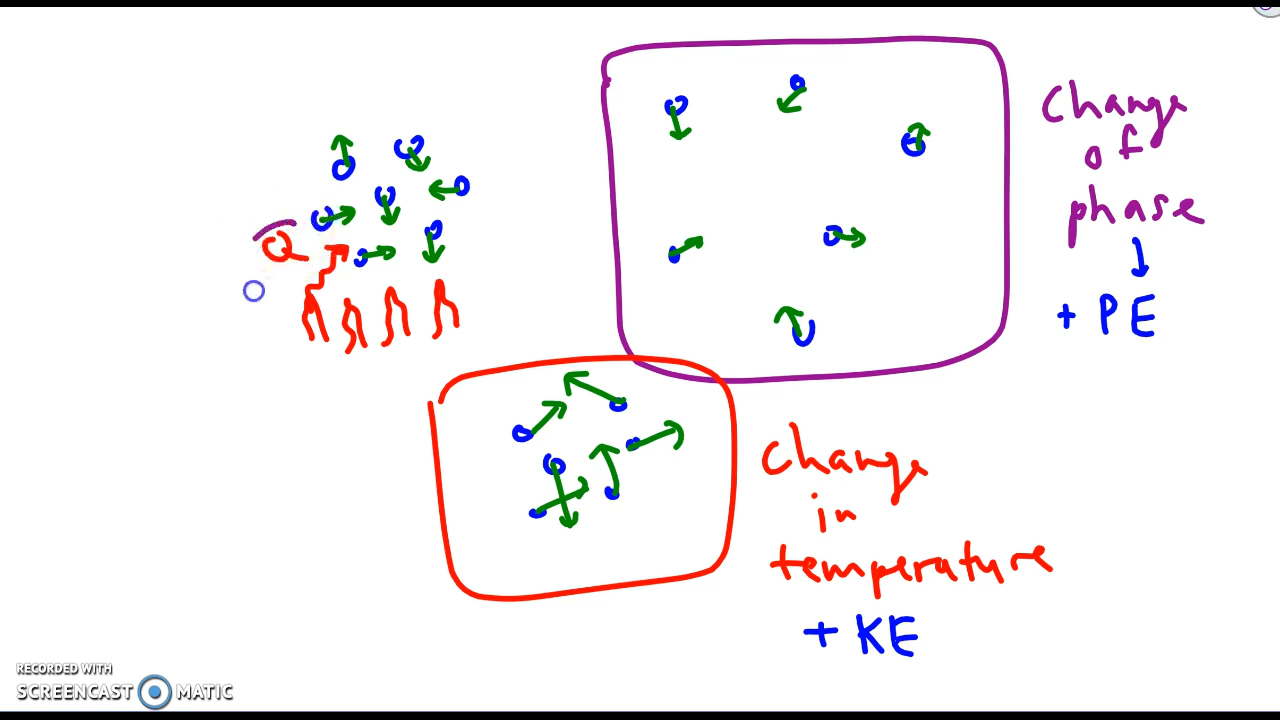 Q
Change
of
phase
+ PE
Change
in
temperature
+ KE
RECORDED WITH
SCREENCAST MATIC